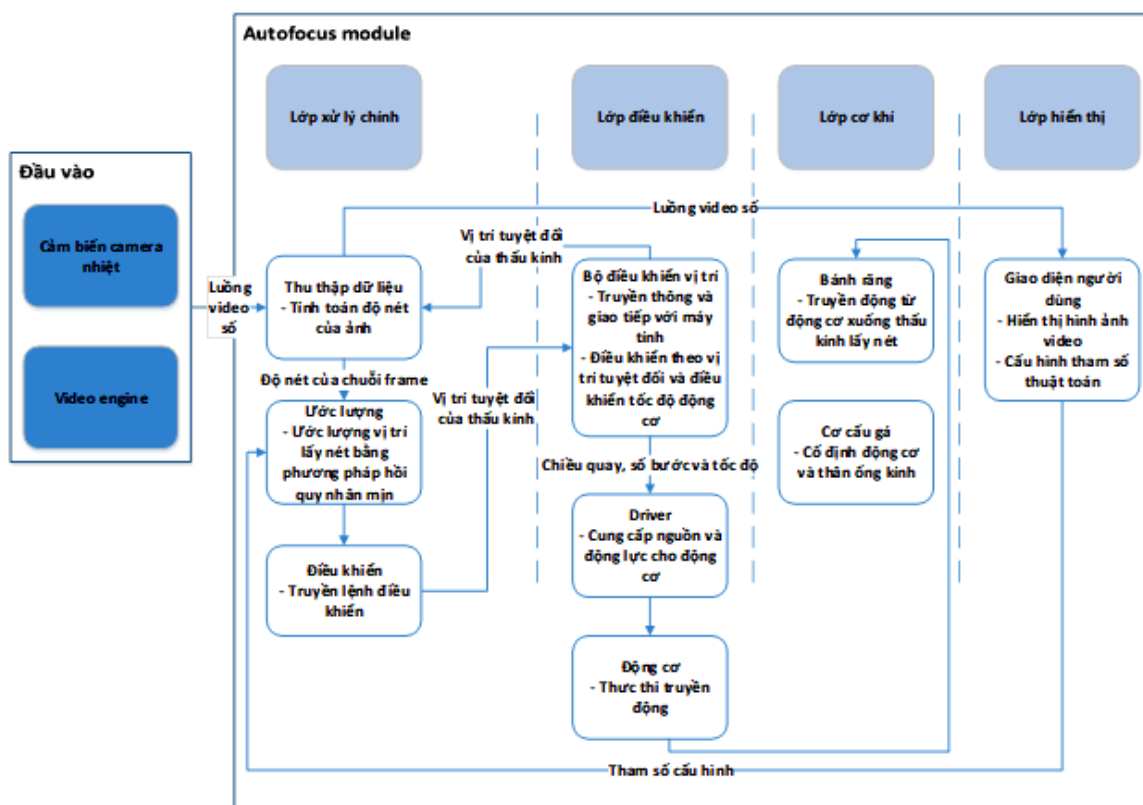 Autofocus module
Lớp xử lý chính
Lớp điều khiển
Lớp cơ khí
Lớp hiển thị
Đầu vào
Cảm biến camera
nhiệt
Video engine
Luồng
video
số
Luồng video số
Vị trí tuyệt đối
của thấu kính
Thu thập dữ liệu
- Tính toán độ nét
của ảnh
Độ nét của chuỗi frame
Ước lượng
- Ước lượng vị trí
lấy nét bằng
phương pháp hồi
quy nhân mịn
Điều khiển
- Truyền lệnh điều
khiển
Vị trí tuyệt đối
của thấu kính
Bộ điều khiển vị trí
- Truyền thông và
giao tiếp với máy
tính
- Điều khiển theo vị
trí tuyệt đối và điều
khiển tốc độ động
cơ
Chiều quay, số bước và tốc độ
Driver
- Cung cấp nguồn và
động lực cho động
cơ
Động cơ
- Thực thi truyền
động
Bánh răng
- Truyền động từ
động cơ xuống thấu
kính lấy nét
Cơ cấu gá
- Cố định động cơ
và thân ống kính
Giao diện người
dùng
- Hiển thị hình ảnh
video
- Cấu hình tham số
thuật toán
Tham số cấu hình